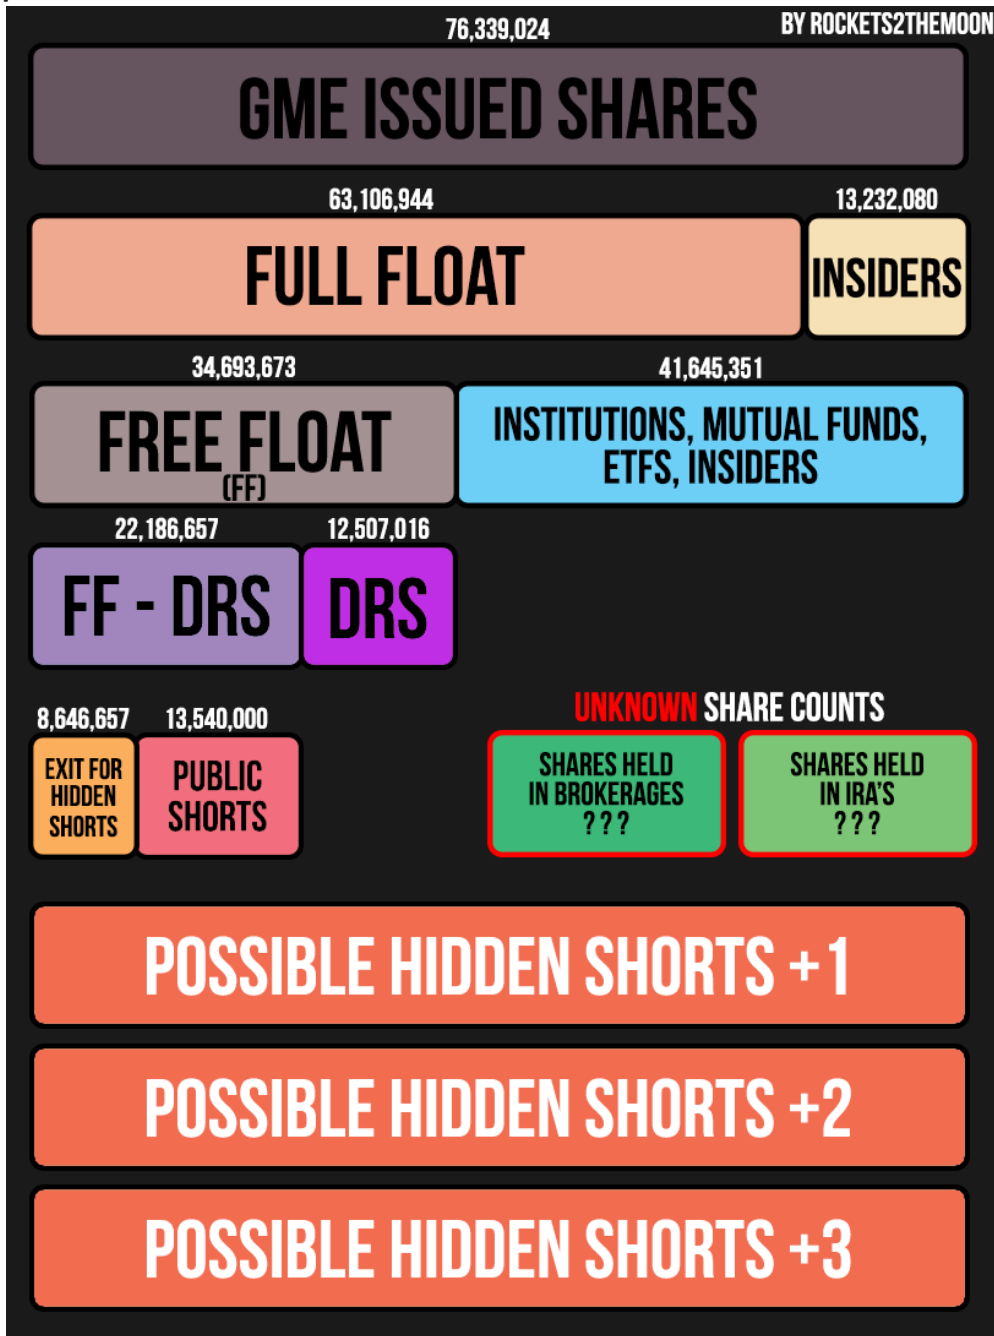 76,339,024
BY ROCKETS2THEMOON
GME ISSUED SHARES
63,106,944
13,232,080
FULL FLOAT
INSIDERS
34,693,673
41,645,351
FREE FLOAT
(FF)
INSTITUTIONS, MUTUAL FUNDS,
ETFS, INSIDERS
22,186,657
12,507,016
FF - DRS
DRS
8,646,657
13,540,000
EXIT FOR
HIDDEN
SHORTS
PUBLIC
SHORTS
UNKNOWN SHARE COUNTS
SHARES HELD
IN BROKERAGES
? ? ?
SHARES HELD
IN IRA'S
? ? ?
POSSIBLE HIDDEN SHORTS +1
POSSIBLE HIDDEN SHORTS +2
POSSIBLE HIDDEN SHORTS +3